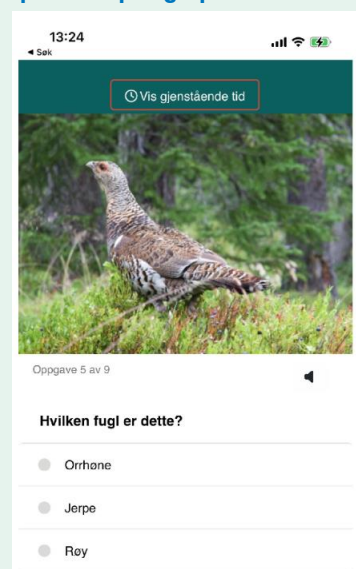 13:24
◄ Søk
Vis gjenstående tid
Oppgave 5 av 9
Hvilken fugl er dette?
Orrhøne
Jerpe
Røy